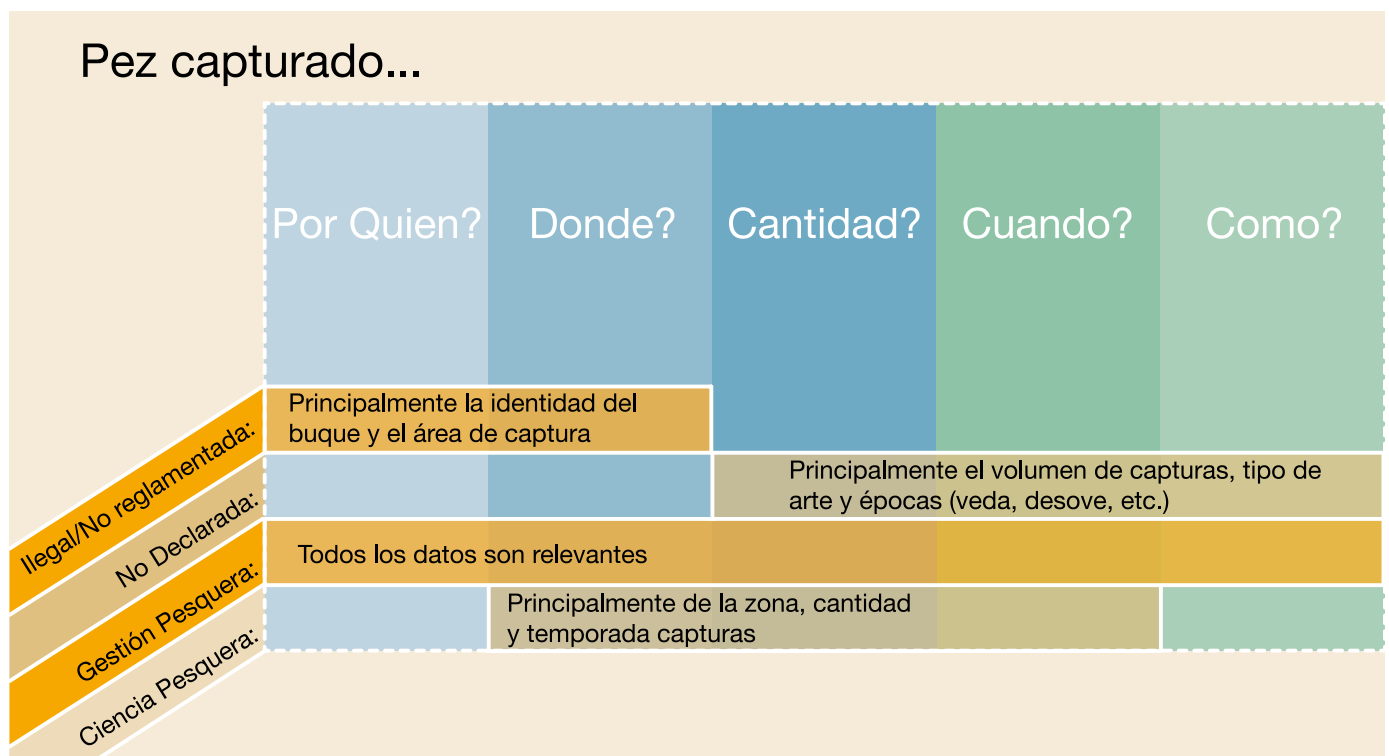 Pez capturado...
Por Quien?
Donde?
Cantidad?
Cuando?
Como?
Ilegal/No reglamentada:
Principalmente la identidad del
buque y el área de captura
No Declarada:
Principalmente el volumen de capturas, tipo de
arte y épocas (veda, desove, etc.)
Gestión Pesquera:
Todos los datos son relevantes
Ciencia Pesquera:
Principalmente de la zona, cantidad
y temporada capturas